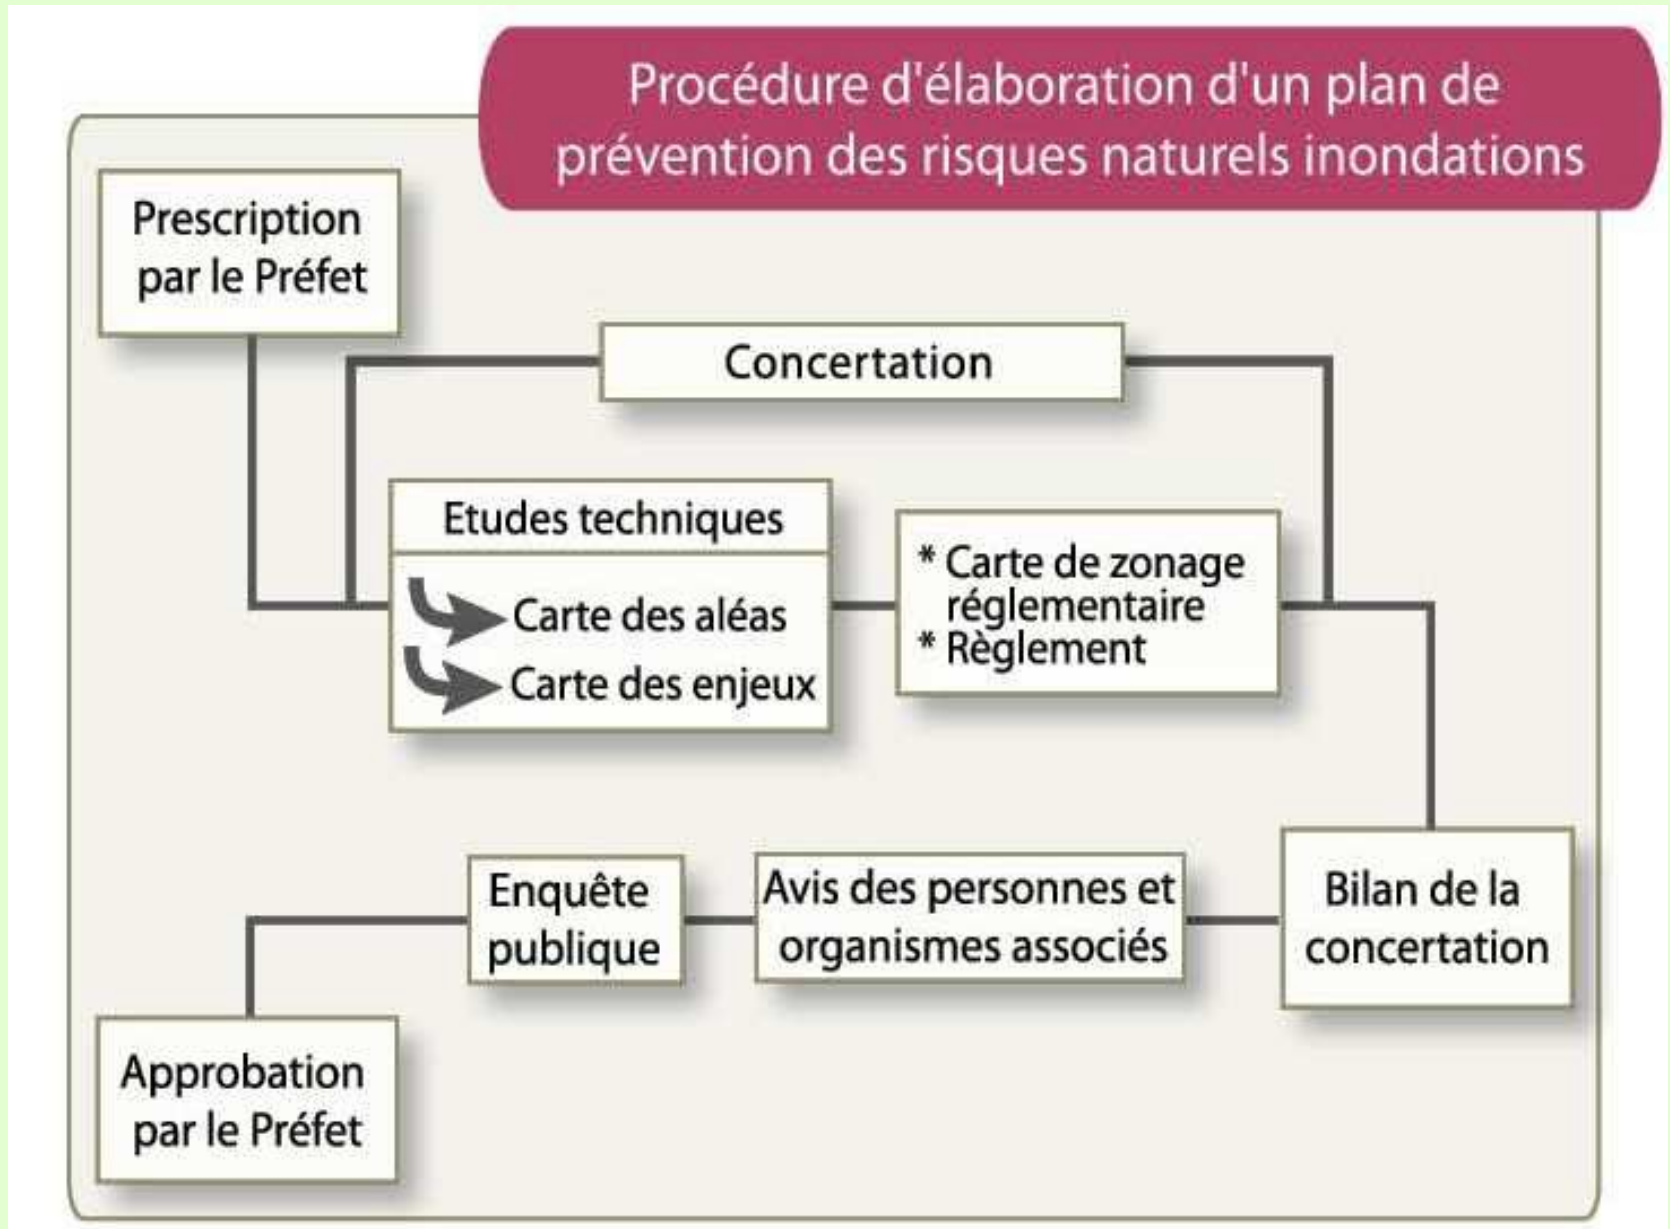 Procédure d'élaboration d'un plan de
prévention des risques naturels inondations
Prescription
par le Préfet
Concertation
Etudes techniques
Carte des aléas
Carte des enjeux
* Carte de zonage
réglementaire
* Règlement
Bilan de la
concertation
Avis des personnes et
organismes associés
Enquête
publique
Approbation
par le Préfet